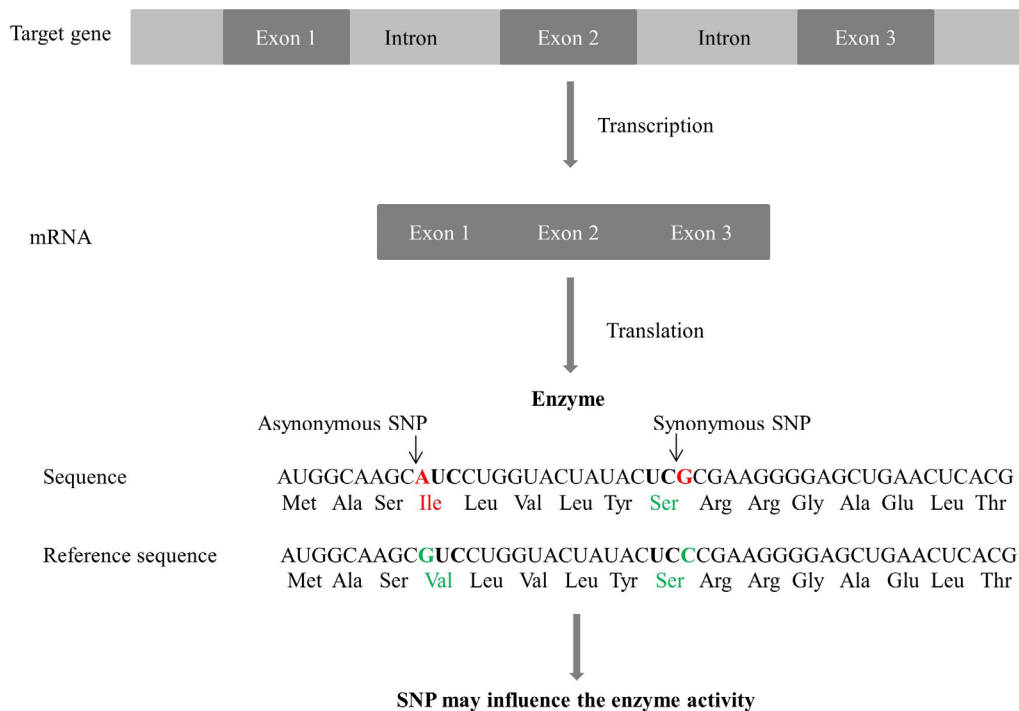 Target gene Exon 1 Intron Exon 2 Intron Exon 3
Transcription
mRNA Exon 1 Exon 2 Exon 3
Translation
Enzyme
Asynonymous SNP Synonymous SNP
Sequence AUGGCAAGCAUCCUGGUACUAUACUCGCGAAGGGGAGCUGAACUCACG
Met Ala Ser Ile Leu Val Leu Tyr Ser Arg Arg Gly Ala Glu Leu Thr
Reference sequence AUGGCAAGCGUCCUGGUACUAUACUCCCGAAGGGGAGCUGAACUCACG
Met Ala Ser Val Leu Val Leu Tyr Ser Arg Arg Gly Ala Glu Leu Thr
SNP may influence the enzyme activity